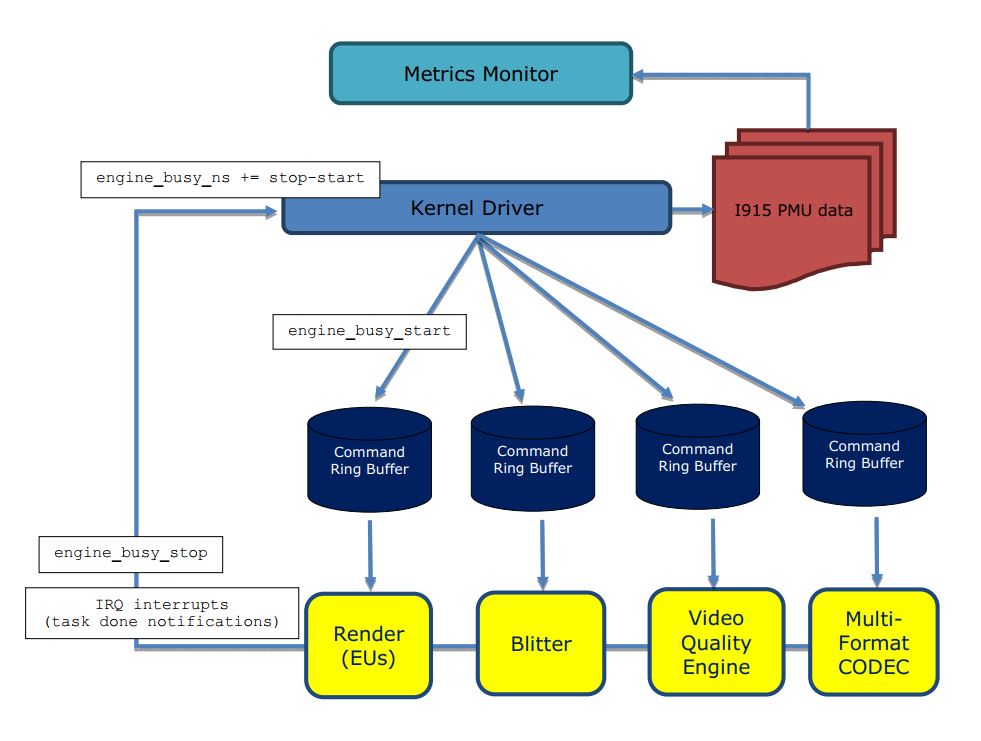 Metrics Monitor
engine_busy_ns += stop-start
Kernel Driver
I915 PMU data
engine_busy_start
Command
Ring Buffer
Command
Ring Buffer
Command
Ring Buffer
Command
Ring Buffer
engine_busy_stop
IRQ interrupts
(task done notifications)
Render
(EUs)
Blitter
Video
Quality
Engine
Multi-
Format
CODEC